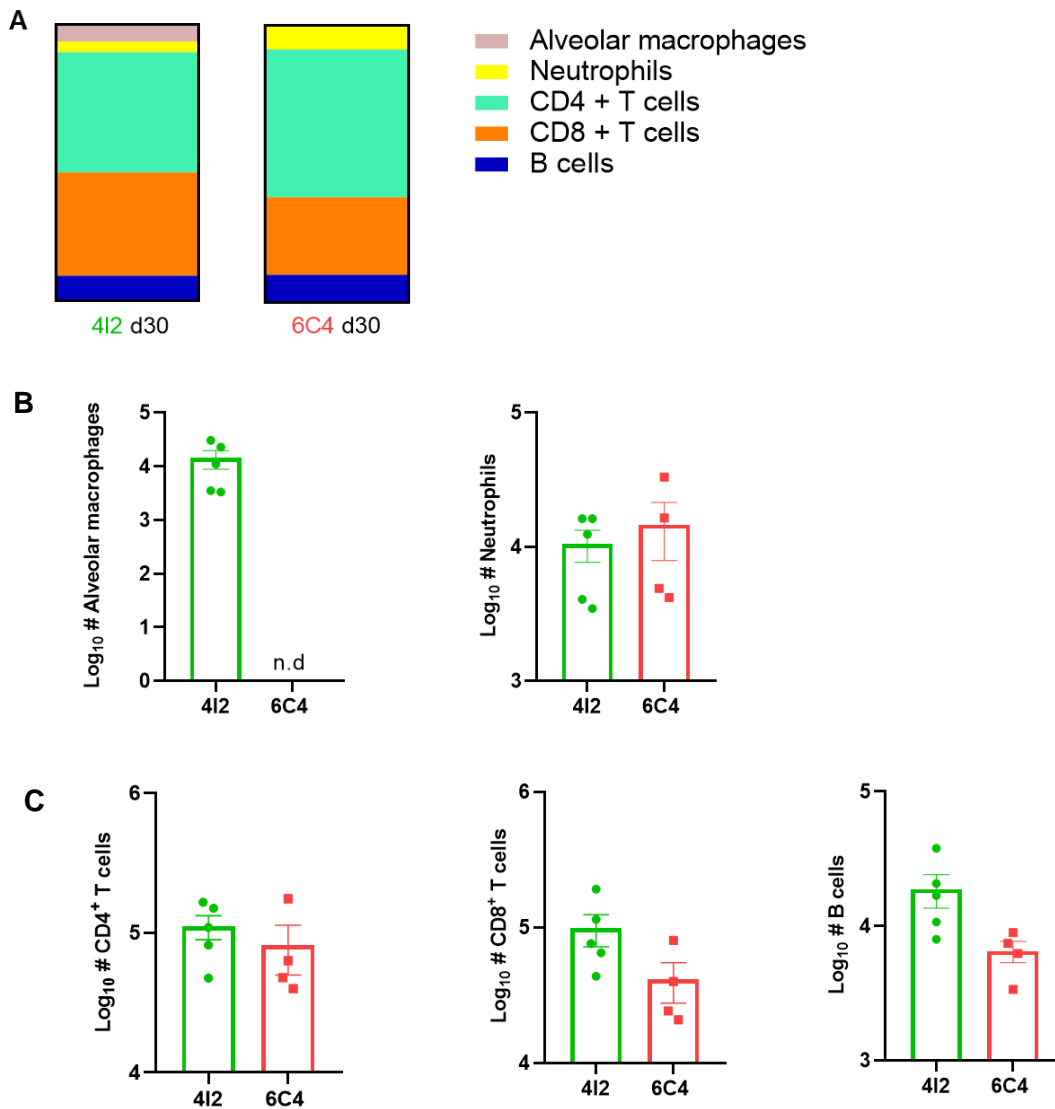 A
Alveolar macrophages
Neutrophils
CD4 + T cells
CD8 + T cells
B cells
4I2 d30
6C4 d30
B
Log₁₀ # Alveolar macrophages
5
4
3
2
1
0
n.d
4I2
6C4
Log₁₀ # Neutrophils
5
4
3
4I2
6C4
C
Log₁₀ # CD4⁺ T cells
6
5
4
4I2
6C4
Log₁₀ # CD8⁺ T cells
6
5
4
4I2
6C4
Log₁₀ # B cells
5
4
3
4I2
6C4